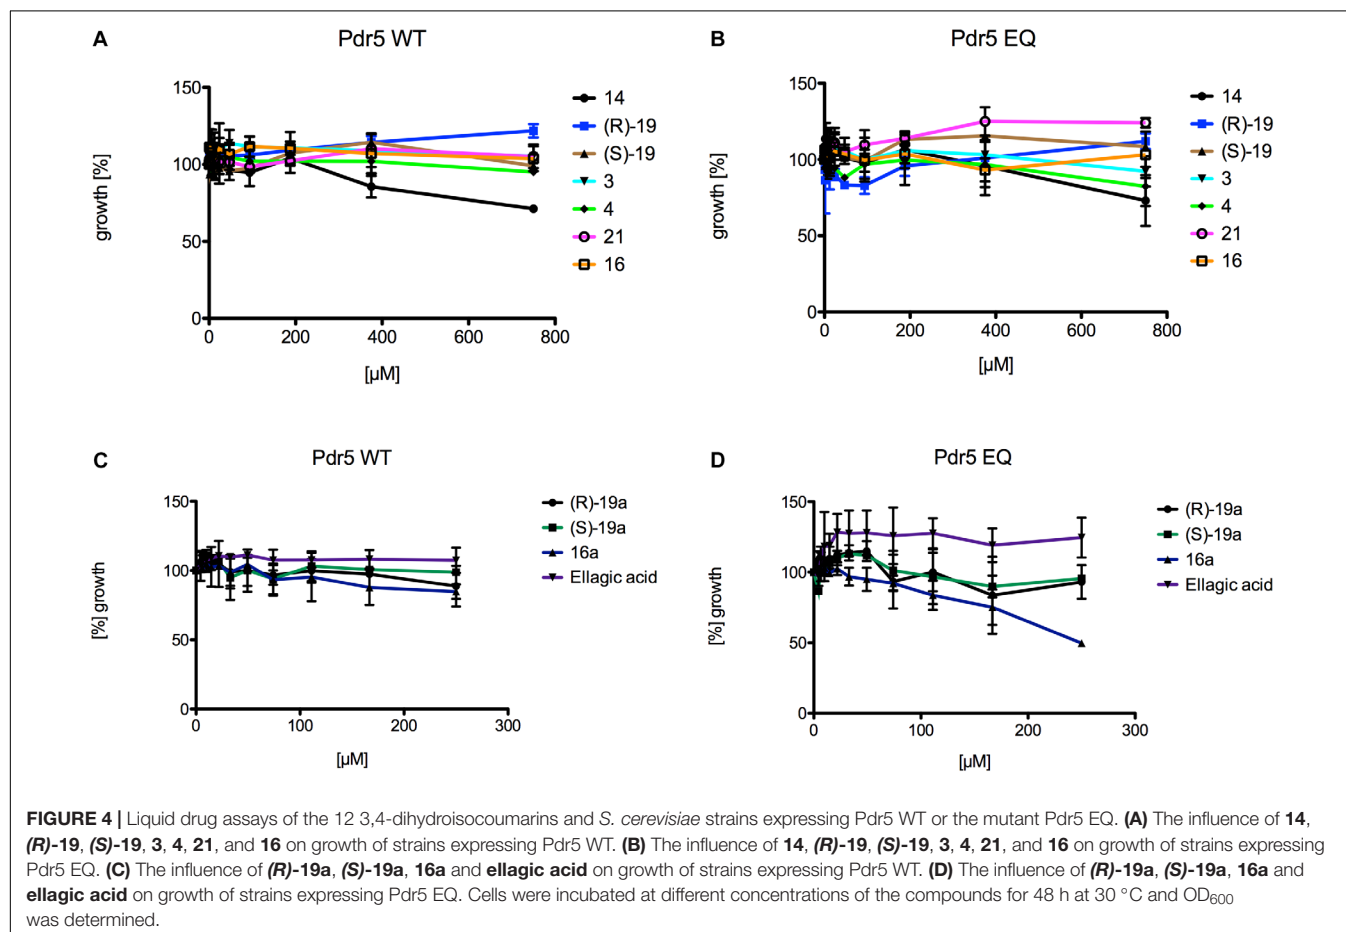 A
Pdr5 WT
growth [%]
150
100
50
0
0 200 400 600 800
[µM]
14
(R)-19
(S)-19
3
4
21
16
B
Pdr5 EQ
growth [%]
150
100
50
0
0 200 400 600 800
[µM]
14
(R)-19
(S)-19
3
4
21
16
C
Pdr5 WT
[%] growth
150
100
50
0
0 100 200 300
[µM]
(R)-19a
(S)-19a
16a
Ellagic acid
D
Pdr5 EQ
[%] growth
150
100
50
0
0 100 200 300
[µM]
(R)-19a
(S)-19a
16a
Ellagic acid
FIGURE 4 | Liquid drug assays of the 12 3,4-dihydroisocoumarins and S. cerevisiae strains expressing Pdr5 WT or the mutant Pdr5 EQ. (A) The influence of 14,
(R)-19, (S)-19, 3, 4, 21, and 16 on growth of strains expressing Pdr5 WT. (B) The influence of 14, (R)-19, (S)-19, 3, 4, 21, and 16 on growth of strains expressing
Pdr5 EQ. (C) The influence of (R)-19a, (S)-19a, 16a and ellagic acid on growth of strains expressing Pdr5 WT. (D) The influence of (R)-19a, (S)-19a, 16a and
ellagic acid on growth of strains expressing Pdr5 EQ. Cells were incubated at different concentrations of the compounds for 48 h at 30 °C and OD600
was determined.